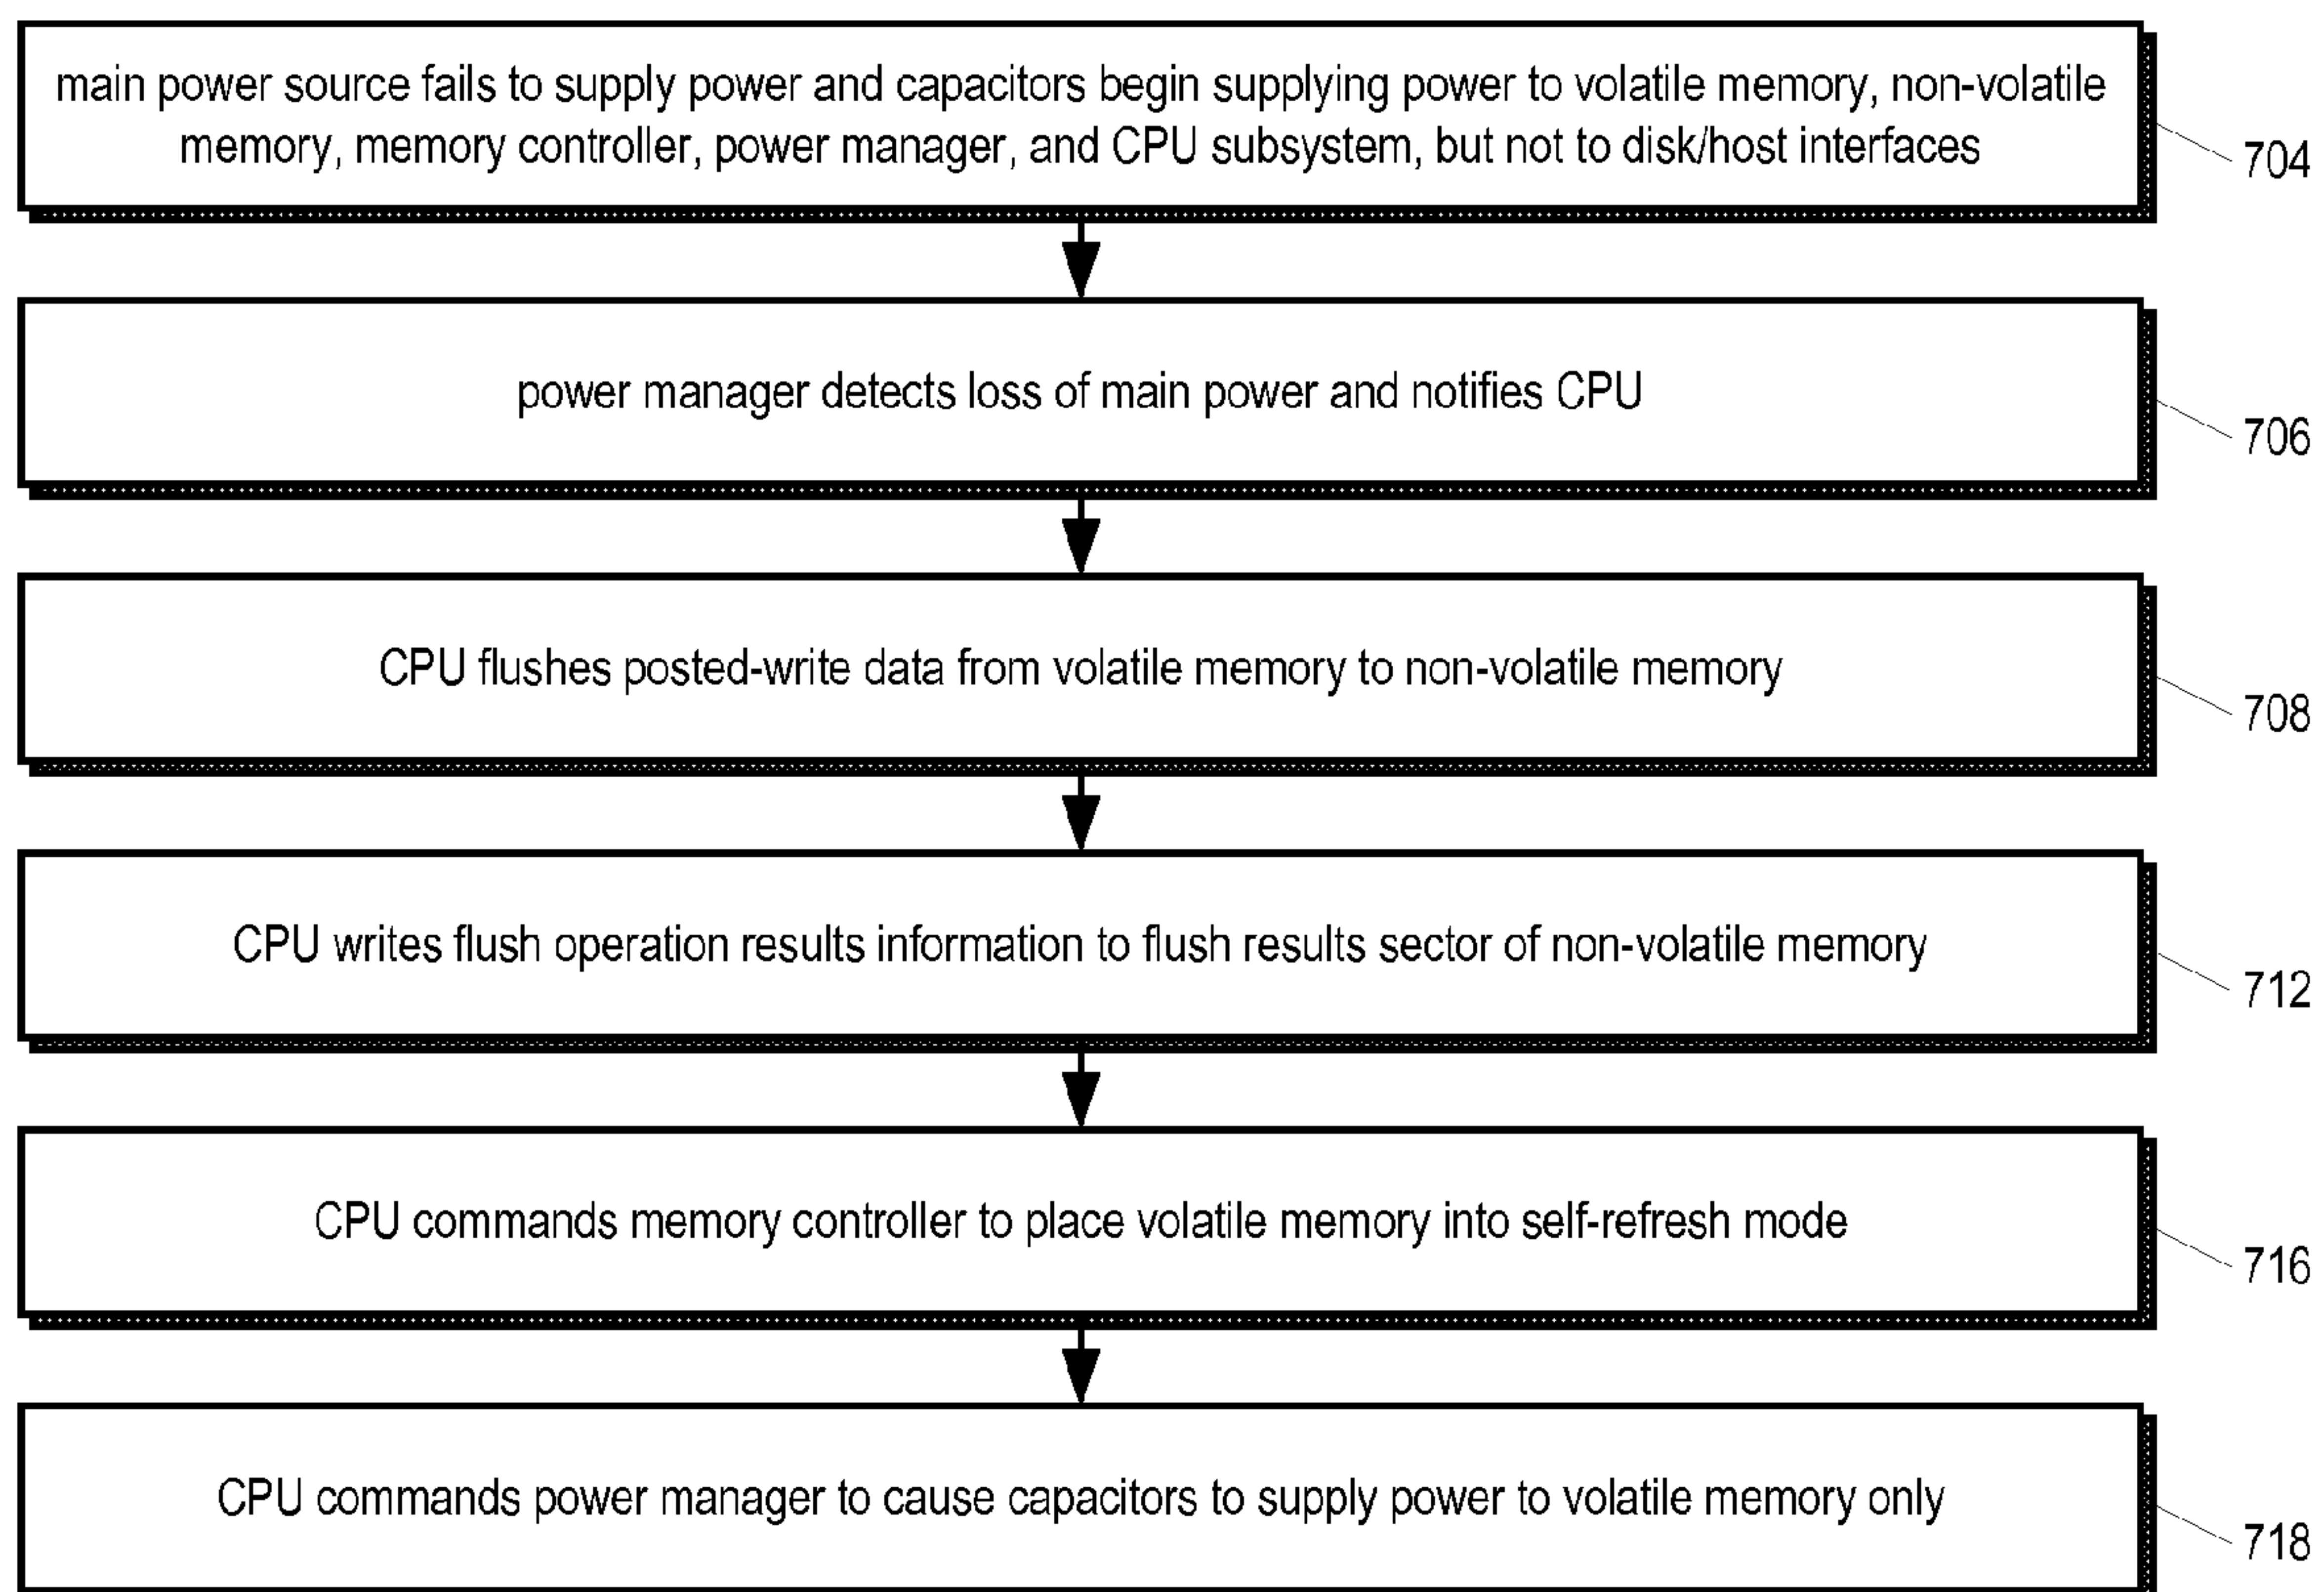 main power source fails to supply power and capacitors begin supplying power to volatile memory, non-volatile
memory, memory controller, power manager, and CPU subsystem, but not to disk/host interfaces
704
power manager detects loss of main power and notifies CPU
706
CPU flushes posted-write data from volatile memory to non-volatile memory
708
CPU writes flush operation results information to flush results sector of non-volatile memory
712
CPU commands memory controller to place volatile memory into self-refresh mode
716
CPU commands power manager to cause capacitors to supply power to volatile memory only
718